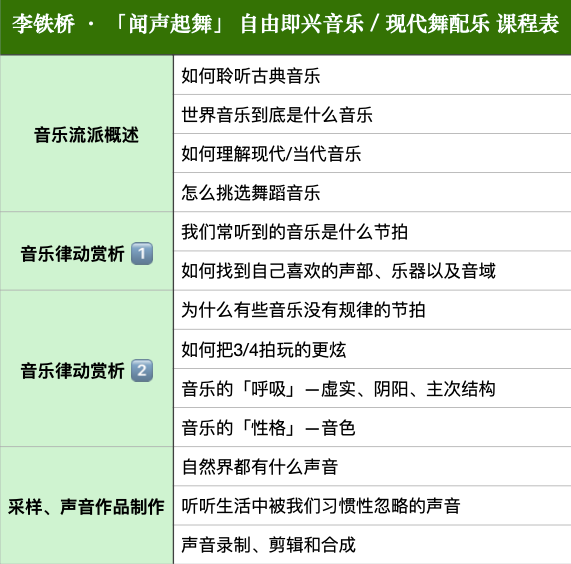 李铁桥 · 「闻声起舞」 自由即兴音乐 / 现代舞配乐 课程表
音乐流派概述
如何聆听古典音乐
世界音乐到底是什么音乐
如何理解现代/当代音乐
怎么挑选舞蹈音乐
音乐律动赏析 1️⃣
我们常听到的音乐是什么节拍
如何找到自己喜欢的声部、乐器以及音域
音乐律动赏析 2️⃣
为什么有些音乐没有规律的节拍
如何把3/4拍玩的更炫
音乐的「呼吸」—虚实、阴阳、主次结构
音乐的「性格」—音色
采样、声音作品制作
自然界都有什么声音
听听生活中被我们习惯性忽略的声音
声音录制、剪辑和合成